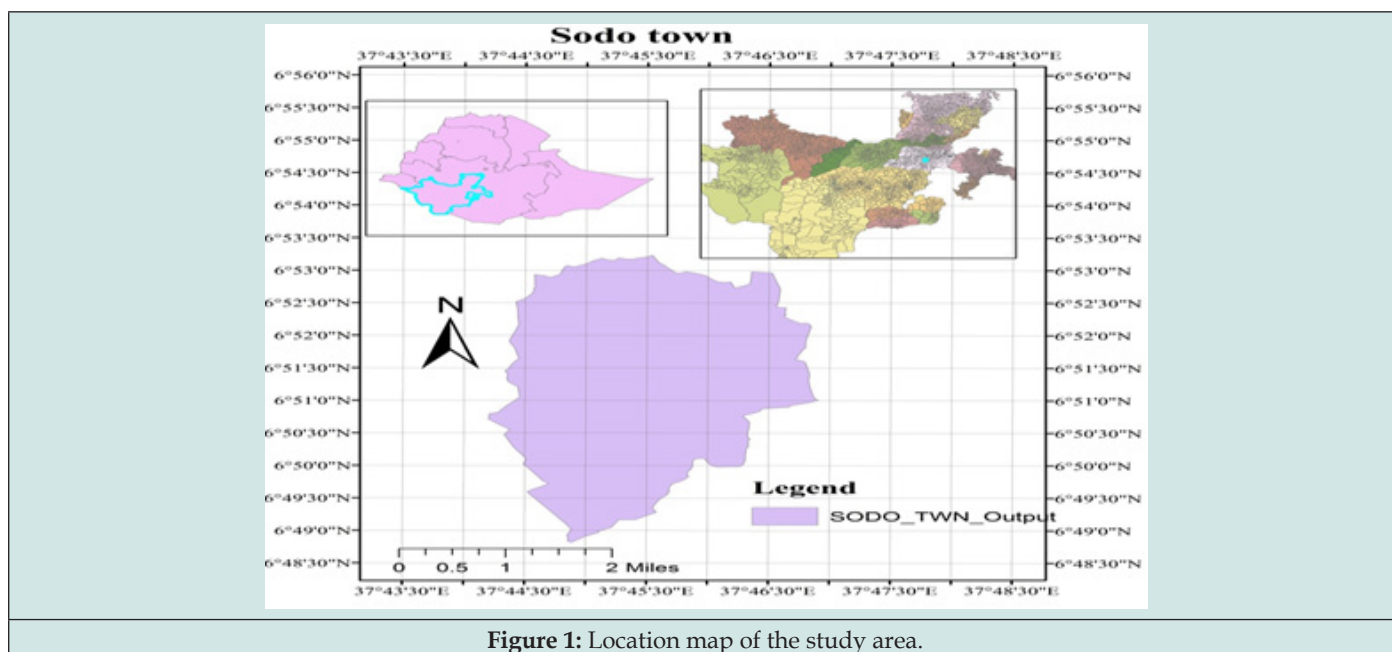 Sodo town
37°43'30"E 37°44'30"E 37°45'30"E 37°46'30"E 37°47'30"E 37°48'30"E
6°56'0"N 6°56'0"N
6°55'30"N 6°55'30"N
6°55'0"N 6°55'0"N
6°54'30"N 6°54'30"N
6°54'0"N 6°54'0"N
6°53'30"N 6°53'30"N
6°53'0"N 6°53'0"N
6°52'30"N 6°52'30"N
N
6°52'0"N 6°52'0"N
6°51'30"N 6°51'30"N
6°51'0"N 6°51'0"N
6°50'30"N 6°50'30"N
6°50'0"N 6°50'0"N
Legend
6°49'30"N 6°49'30"N
SODO_TWN_Output
6°49'0"N 6°49'0"N
6°48'30"N 6°48'30"N
0 0.5 1 2 Miles
37°43'30"E 37°44'30"E 37°45'30"E 37°46'30"E 37°47'30"E 37°48'30"E
Figure 1: Location map of the study area.